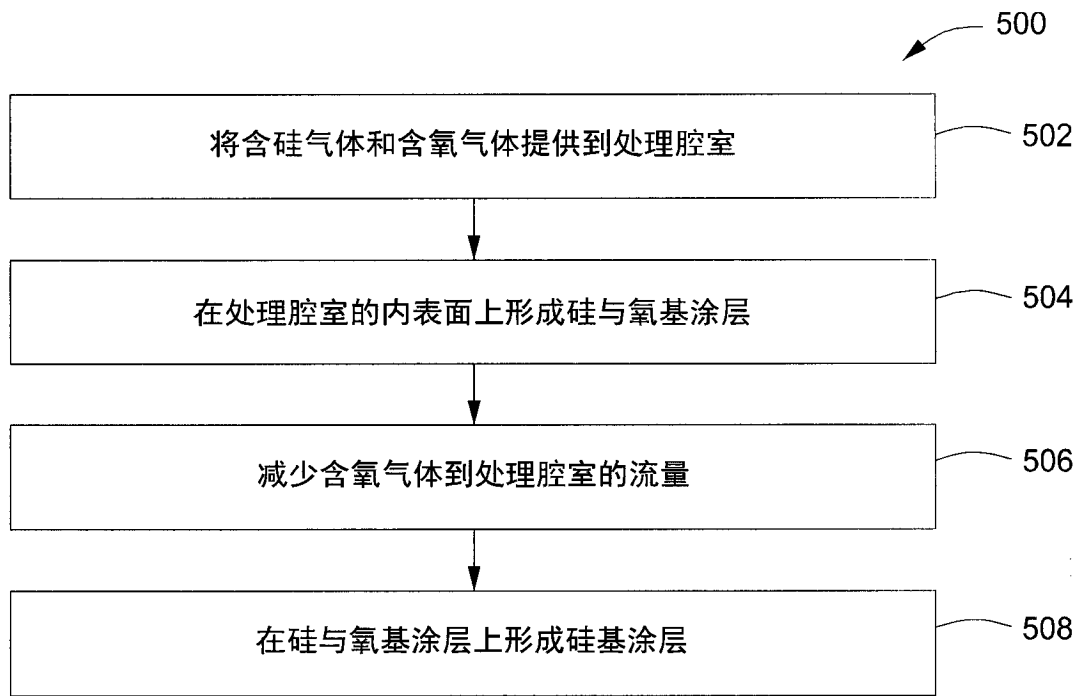 500
将含硅气体和含氧气体提供到处理腔室
502
在处理腔室的内表面上形成硅与氧基涂层
504
减少含氧气体到处理腔室的流量
506
在硅与氧基涂层上形成硅基涂层
508